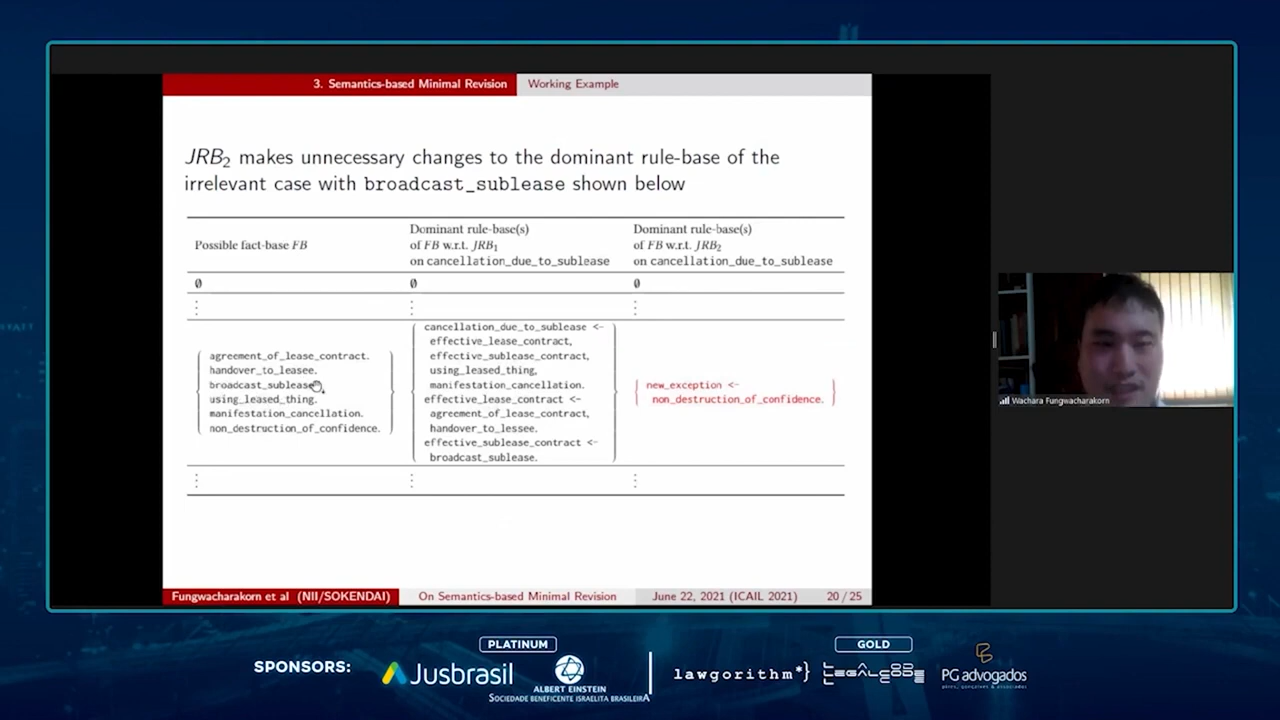 3. Semantics-based Minimal Revision
Working Example
JRB2 makes unnecessary changes to the dominant rule-base of the
irrelevant case with broadcast_sublease shown below
Possible fact-base FB
Dominant rule-base(s)
of FB w.r.t. JRB1
on cancellation_due_to_sublease
Dominant rule-base(s)
of FB w.r.t. JRB2
on cancellation_due_to_sublease
∅
∅
∅
agreement_of_lease_contract.
handover_to_leasee.
broadcast_sublease
using_leased_thing.
manifestation_cancellation.
non_destruction_of_confidence.
cancellation_due_to_sublease <-
effective_lease_contract,
effective_sublease_contract,
using_leased_thing,
manifestation_cancellation.
effective_lease_contract <-
agreement_of_lease_contract,
handover_to_lessee.
effective_sublease_contract <-
broadcast_sublease.
new_exception <-
non_destruction_of_confidence.
Fungwacharakorn et al (NII/SOKENDAI)
On Semantics-based Minimal Revision
June 22, 2021 (ICAIL 2021)
20 / 25
Wachara Fungwacharakorn
SPONSORS:
PLATINUM
Jusbrasil
ALBERT EINSTEIN
SOCIEDADE BENEFICENTE ISRAELITA BRASILEIRA
GOLD
lawgorithm*}
LEGALCODE
PG advogados